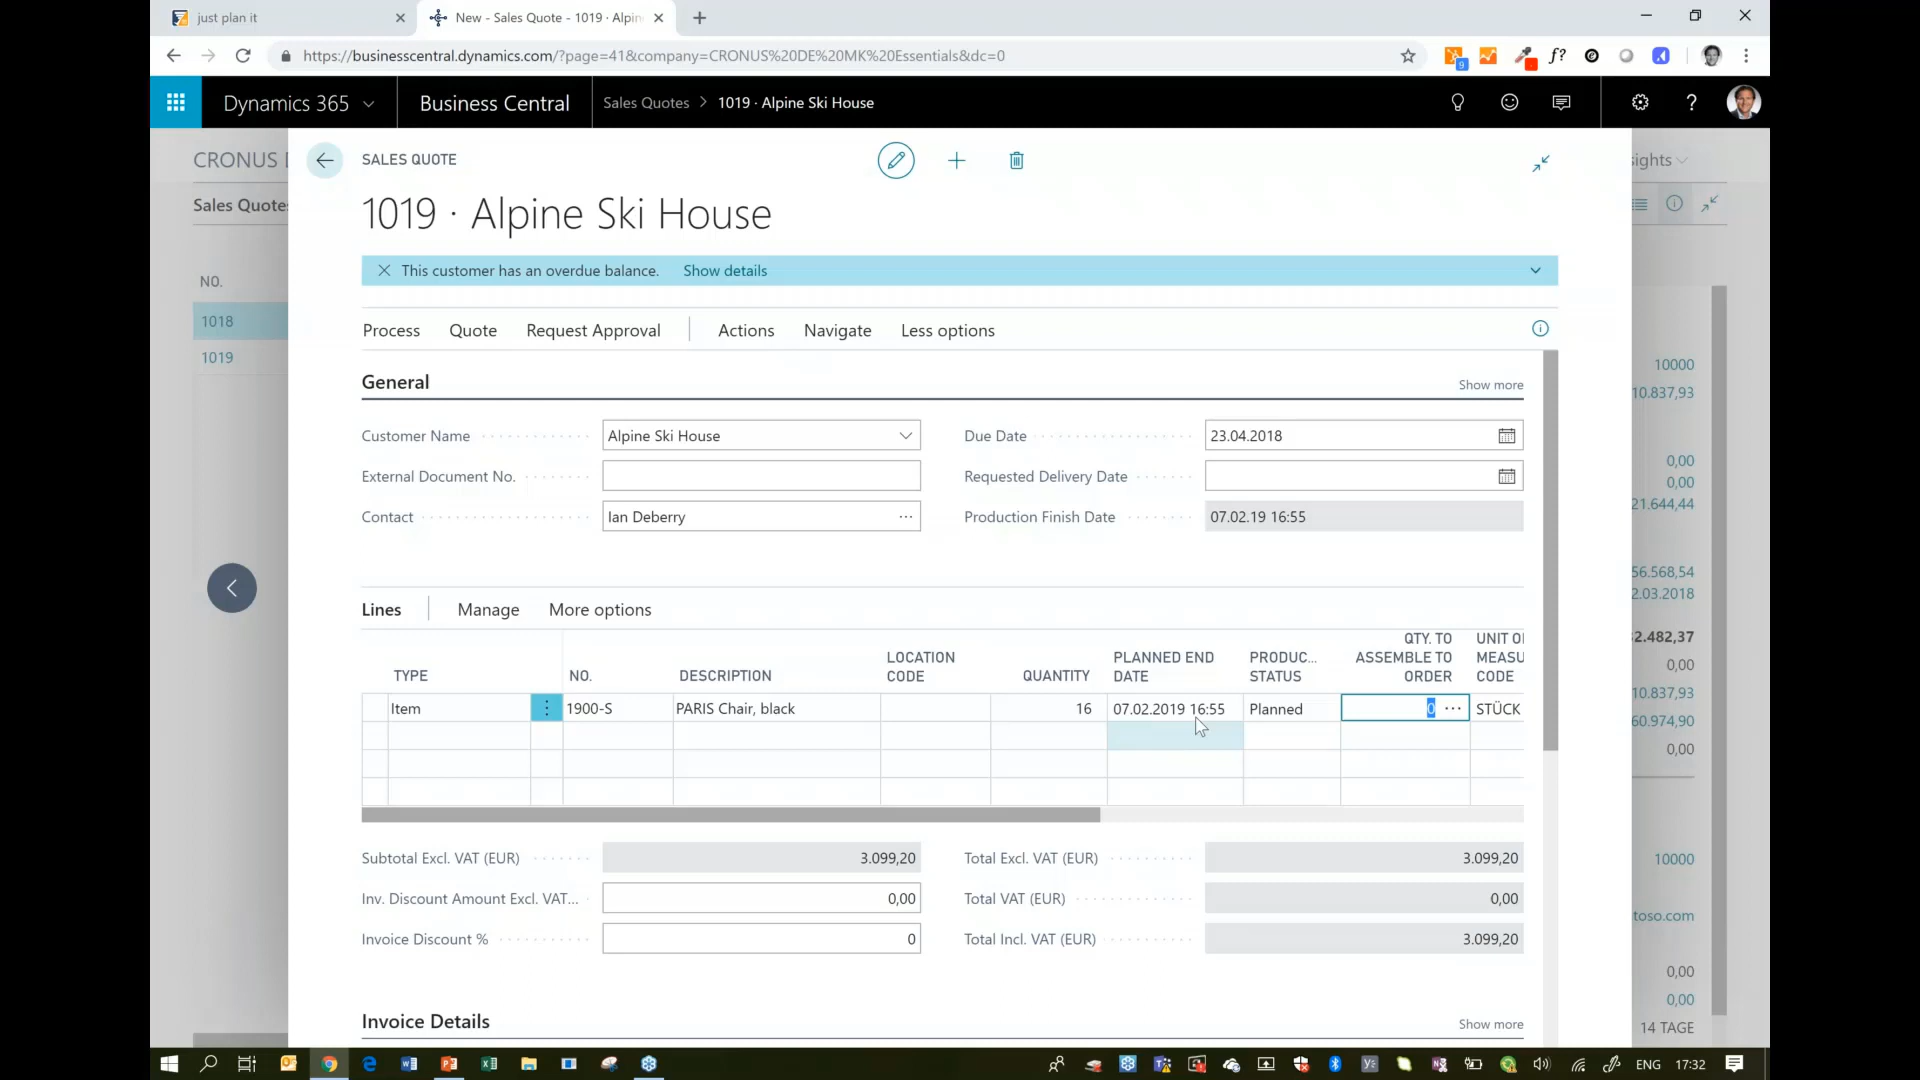 just plan it
New - Sales Quote - 1019 · Alpin
https://businesscentral.dynamics.com/?page=41&company=CRONUS%20DE%20MK%20Essentials&dc=0
f?
9
Dynamics 365
Business Central
Sales Quotes > 1019 · Alpine Ski House
?
CRONUS
sights
Sales Quotes
NO.
1018
1019
SALES QUOTE
1019 · Alpine Ski House
This customer has an overdue balance. Show details
Process Quote Request Approval Actions Navigate Less options
General
Show more
Customer Name
Alpine Ski House
Due Date
23.04.2018
External Document No.
Requested Delivery Date
Contact
Ian Deberry
Production Finish Date
07.02.19 16:55
Lines Manage More options
TYPE
NO.
DESCRIPTION
LOCATION CODE
QUANTITY
PLANNED END DATE
PRODUC... STATUS
QTY. TO ASSEMBLE TO ORDER
UNIT OF MEASU CODE
Item 1900-S PARIS Chair, black 16 07.02.2019 16:55 Planned 0 STÜCK
Subtotal Excl. VAT (EUR)
3.099,20
Total Excl. VAT (EUR)
3.099,20
Inv. Discount Amount Excl. VAT...
0,00
Total VAT (EUR)
0,00
Invoice Discount %
0
Total Incl. VAT (EUR)
3.099,20
Invoice Details
Show more
10000
10.837,93
0,00
0,00
21.644,44
56.568,54
2.03.2018
2.482,37
0,00
10.837,93
60.974,90
0,00
10000
toso.com
0,00
0,00
14 TAGE
ENG 17:32